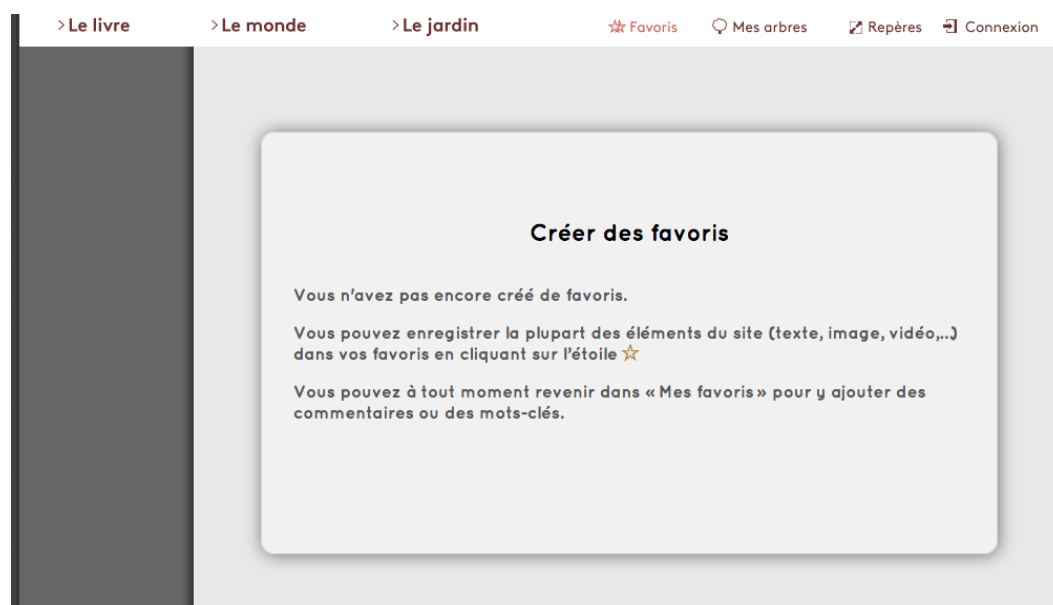 >Le livre >Le monde >Le jardin Favoris Mes arbres Repères Connexion
Créer des favoris
Vous n'avez pas encore créé de favoris.
Vous pouvez enregistrer la plupart des éléments du site (texte, image, vidéo,...)
dans vos favoris en cliquant sur l'étoile
Vous pouvez à tout moment revenir dans « Mes favoris » pour y ajouter des
commentaires ou des mots-clés.